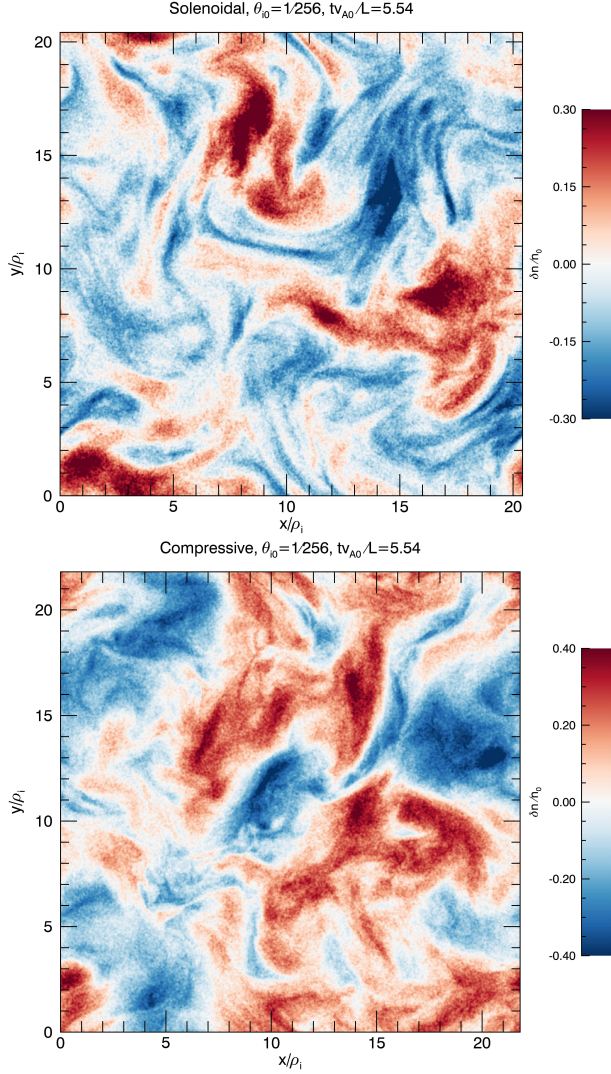 Solenoidal, θi0=1/256, tvA0/L=5.54
20
15
10
5
0
y/ρi
0 5 10 15 20
x/ρi
0.30
0.15
0.00
-0.15
-0.30
δn/n0
Compressive, θi0=1/256, tvA0/L=5.54
20
15
10
5
0
y/ρi
0 5 10 15 20
x/ρi
0.40
0.20
0.00
-0.20
-0.40
δn/n0